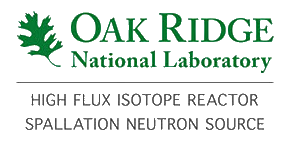 OAK RIDGE
National Laboratory
HIGH FLUX ISOTOPE REACTOR
SPALLATION NEUTRON SOURCE